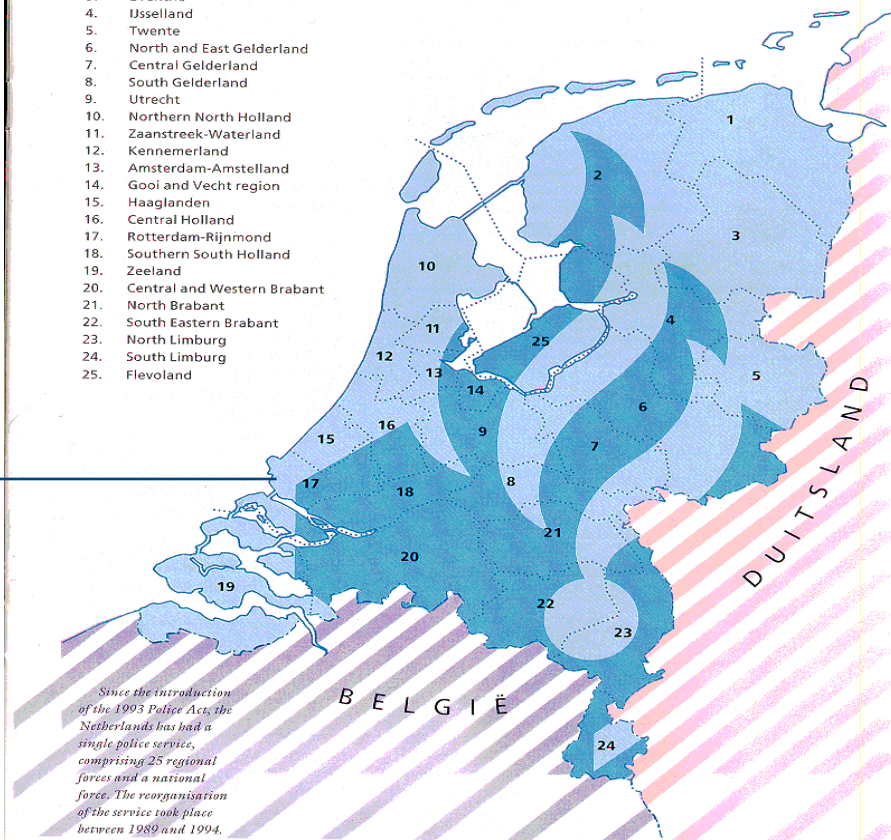 4. IJsselland
5. Twente
6. North and East Gelderland
7. Central Gelderland
8. South Gelderland
9. Utrecht
10. Northern North Holland
11. Zaanstreek-Waterland
12. Kennemerland
13. Amsterdam-Amstelland
14. Gooi and Vecht region
15. Haaglanden
16. Central Holland
17. Rotterdam-Rijnmond
18. Southern South Holland
19. Zeeland
20. Central and Western Brabant
21. North Brabant
22. South Eastern Brabant
23. North Limburg
24. South Limburg
25. Flevoland
1
2
3
10
4
11
25
12
13
5
14
6
16
9
15
7
17
8
18
21
20
19
22
23
24
DUITSLAND
BELGIË
Since the introduction
of the 1993 Police Act, the
Netherlands has had a
single police service,
comprising 25 regional
forces and a national
force. The reorganisation
of the service took place
between 1989 and 1994.